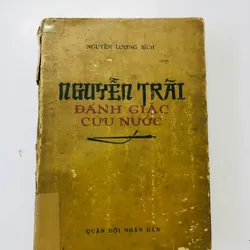 NGUYỄN LƯƠNG BÍCH
NGUYỄN TRÃI
ĐÁNH GIẶC
CỨU NƯỚC
QUÂN ĐỘI NHÂN DÂN